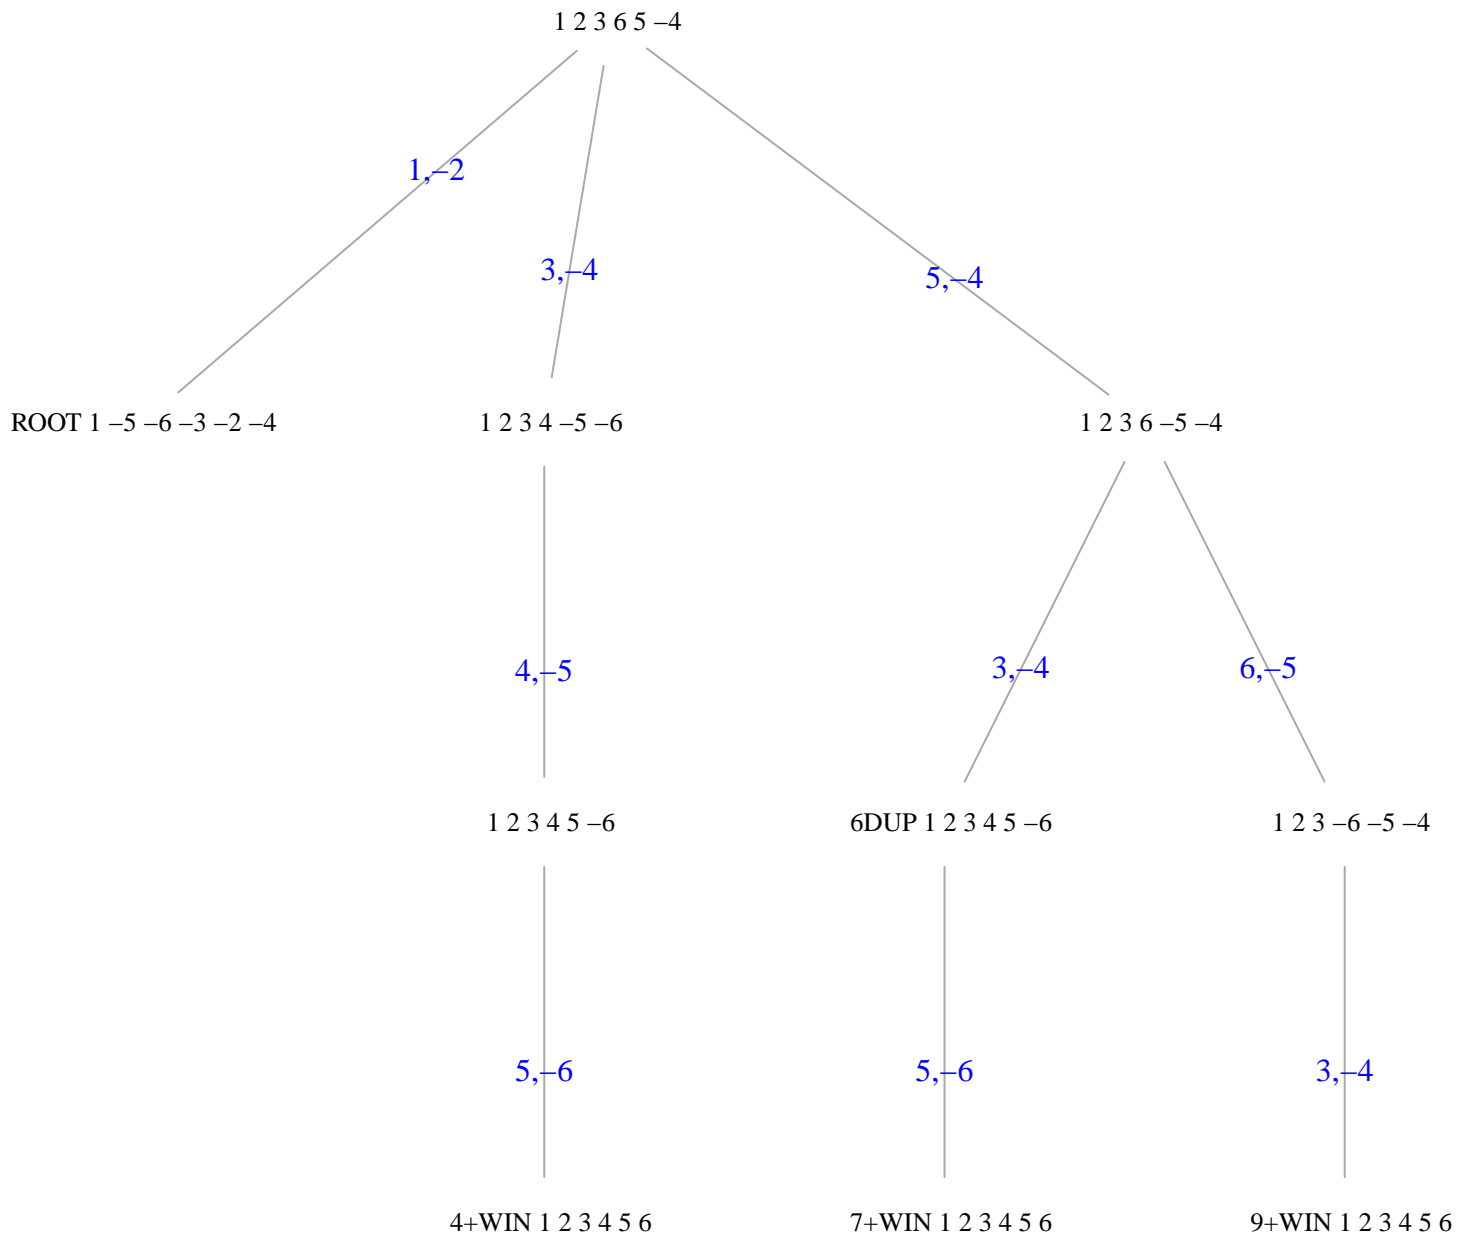 1 2 3 6 5 –4
1,–2
3,–4
5,–4
ROOT 1 –5 –6 –3 –2 –4
1 2 3 4 –5 –6
1 2 3 6 –5 –4
4,–5
3,–4
6,–5
1 2 3 4 5 –6
6DUP 1 2 3 4 5 –6
1 2 3 –6 –5 –4
5,–6
5,–6
3,–4
4+WIN 1 2 3 4 5 6
7+WIN 1 2 3 4 5 6
9+WIN 1 2 3 4 5 6